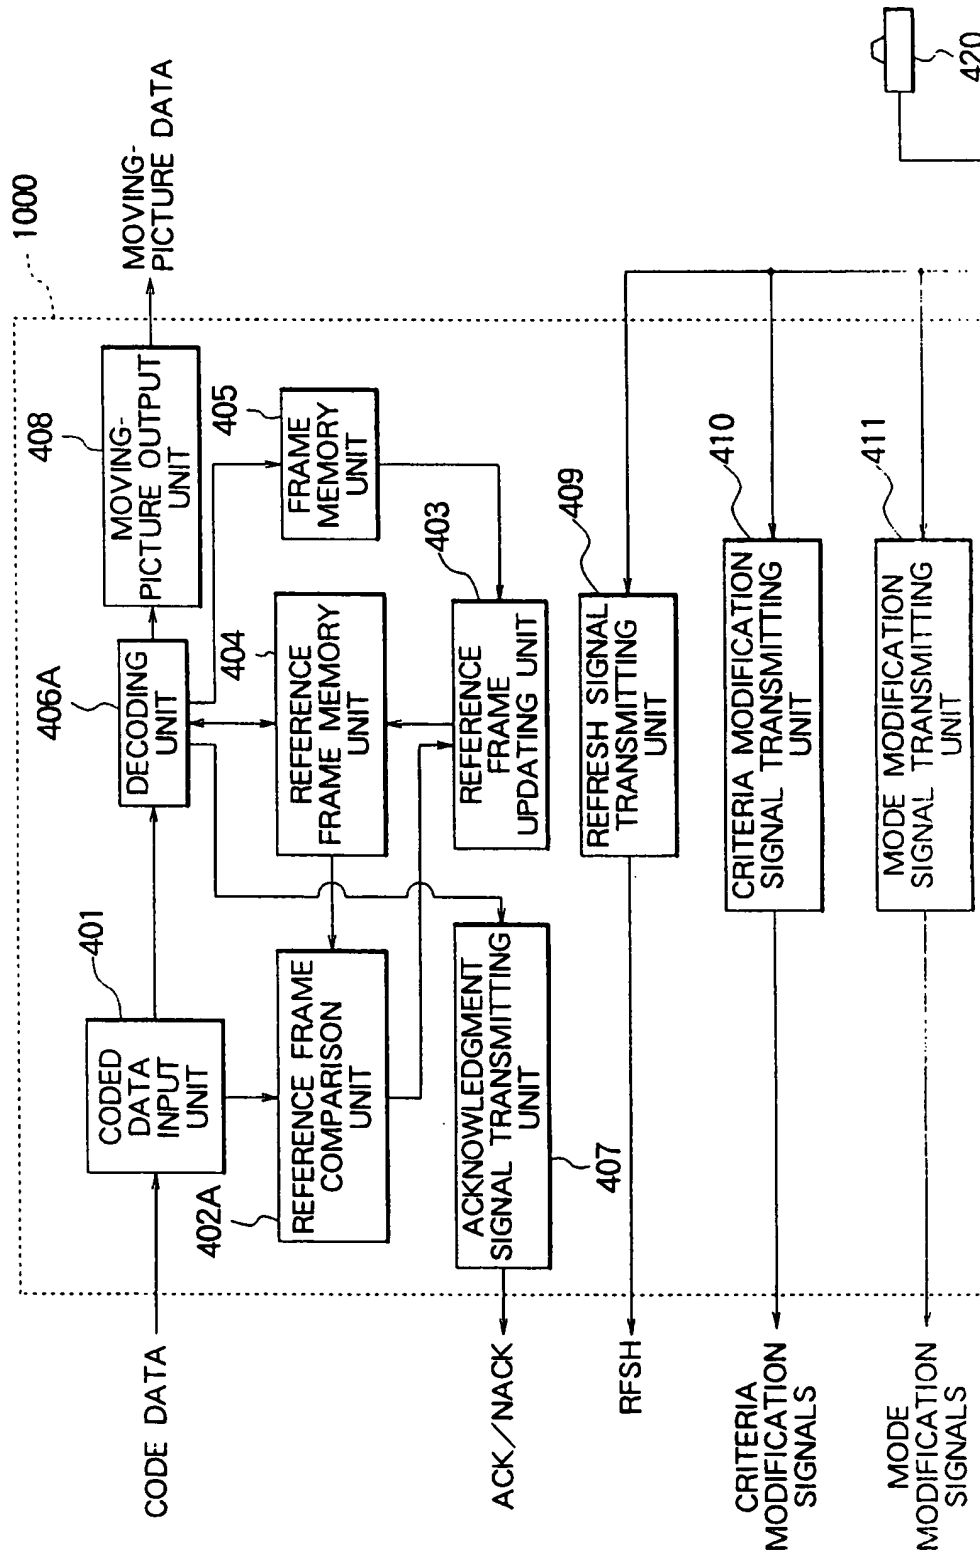 1000
CODE DATA
401
CODED
DATA
INPUT
UNIT
406A
DECODING
UNIT
408
MOVING-
PICTURE OUTPUT
UNIT
MOVING-
PICTURE DATA
402A
REFERENCE FRAME
COMPARISON
UNIT
404
REFERENCE
FRAME MEMORY
UNIT
405
FRAME
MEMORY
UNIT
ACK/NACK
ACKNOWLEDGMENT
SIGNAL TRANSMITTING
UNIT
407
403
REFERENCE
FRAME
UPDATING UNIT
RFSH
409
REFRESH SIGNAL
TRANSMITTING
UNIT
CRITERIA
MODIFICATION
SIGNALS
410
CRITERIA MODIFICATION
SIGNAL TRANSMITTING
UNIT
MODE
MODIFICATION
SIGNALS
411
MODE MODIFICATION
SIGNAL TRANSMITTING
UNIT
420